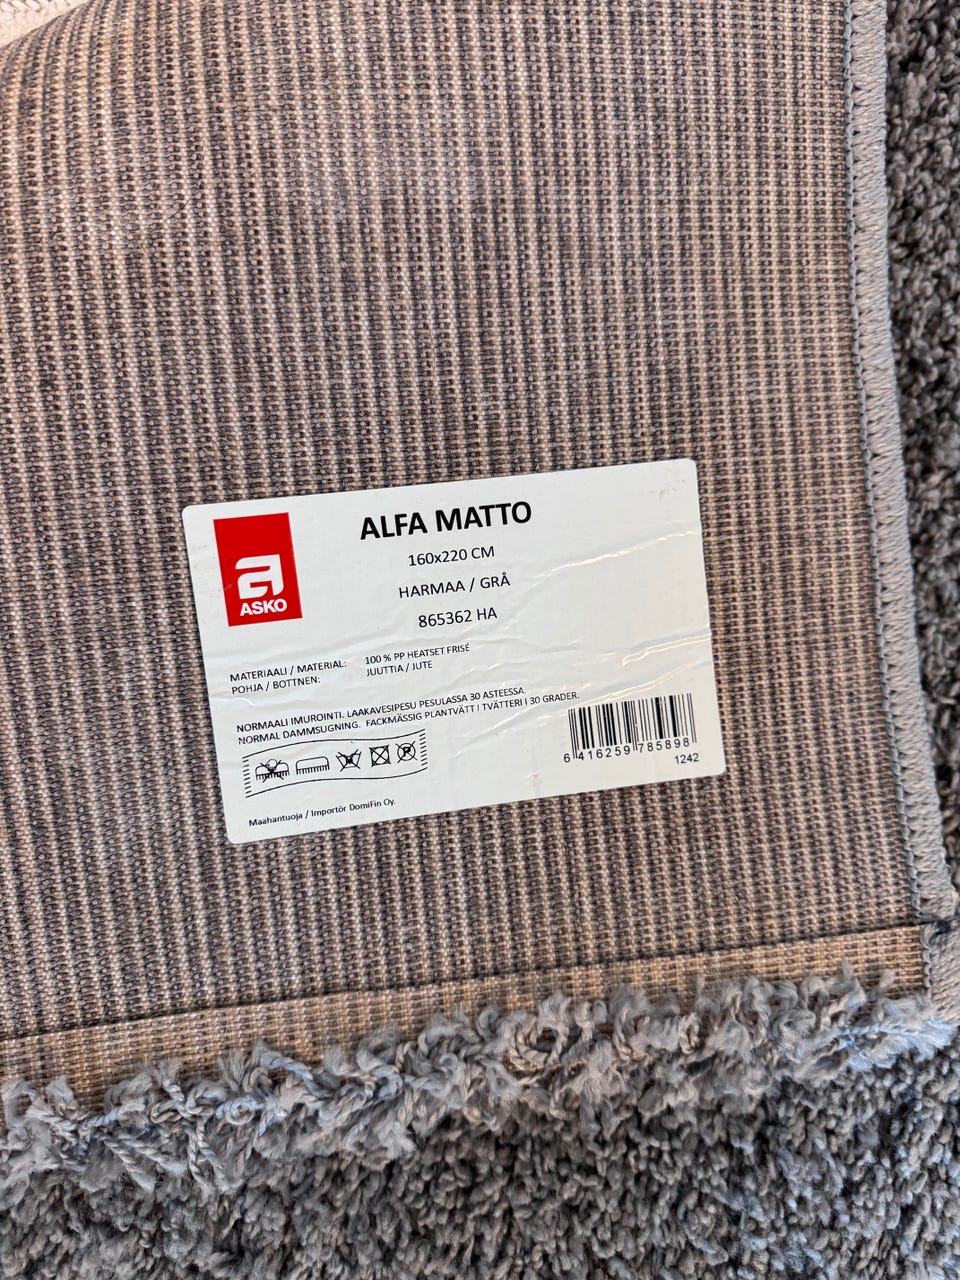 ALFA MATTO
160x220 CM
HARMAA / GRÅ
865362 HA
a
ASKO
MATERIAALI / MATERIAL: 100 % PP HEATSET FRISÉ
POHJA / BOTTNEN: JUUTTIA / JUTE
NORMAALI IMUROINTI. LAAKAVESIPESU PESULASSA 30 ASTEESSA.
NORMAL DAMMSUGNING. FACKMÄSSIG PLANTVÄTT I TVÄTTERI I 30 GRADER.
P
6 416259 785898
1242
Maahantuoja / Importör DomiFin Oy.